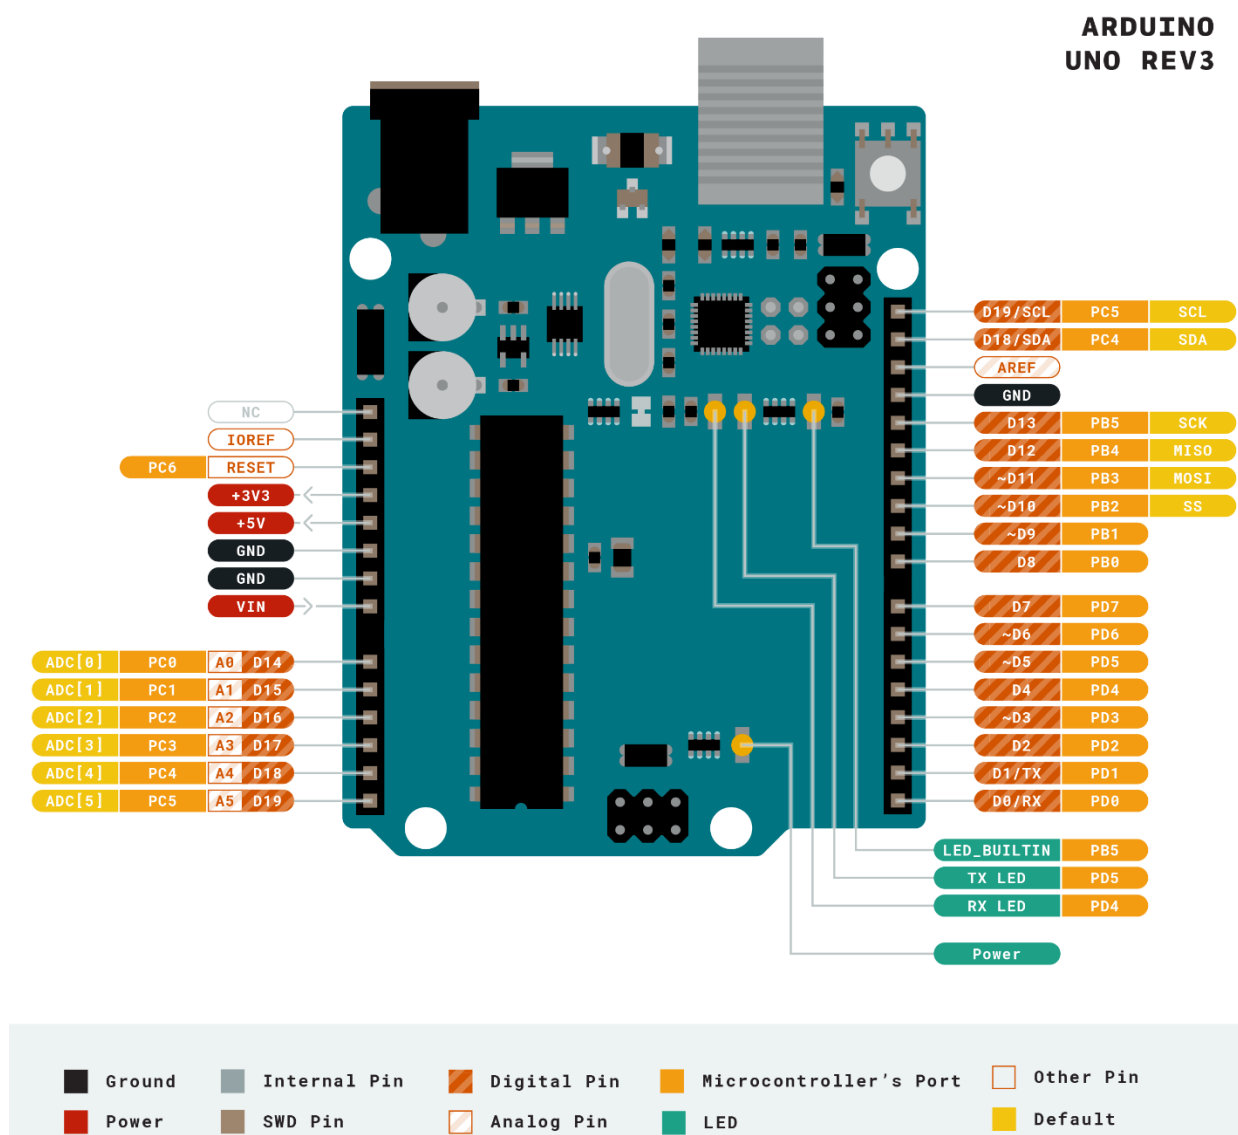 ARDUINO
UNO REV3
D19/SCL PC5 SCL
D18/SDA PC4 SDA
AREF
GND
D13 PB5 SCK
D12 PB4 MISO
~D11 PB3 MOSI
~D10 PB2 SS
~D9 PB1
D8 PB0
D7 PD7
~D6 PD6
~D5 PD5
D4 PD4
~D3 PD3
D2 PD2
D1/TX PD1
D0/RX PD0
NC
IOREF
PC6 RESET
+3V3
+5V
GND
GND
VIN
ADC[0] PC0 A0 D14
ADC[1] PC1 A1 D15
ADC[2] PC2 A2 D16
ADC[3] PC3 A3 D17
ADC[4] PC4 A4 D18
ADC[5] PC5 A5 D19
LED_BUILTIN PB5
TX LED PD5
RX LED PD4
Power
Ground Internal Pin Digital Pin Microcontroller's Port Other Pin
Power SWD Pin Analog Pin LED Default